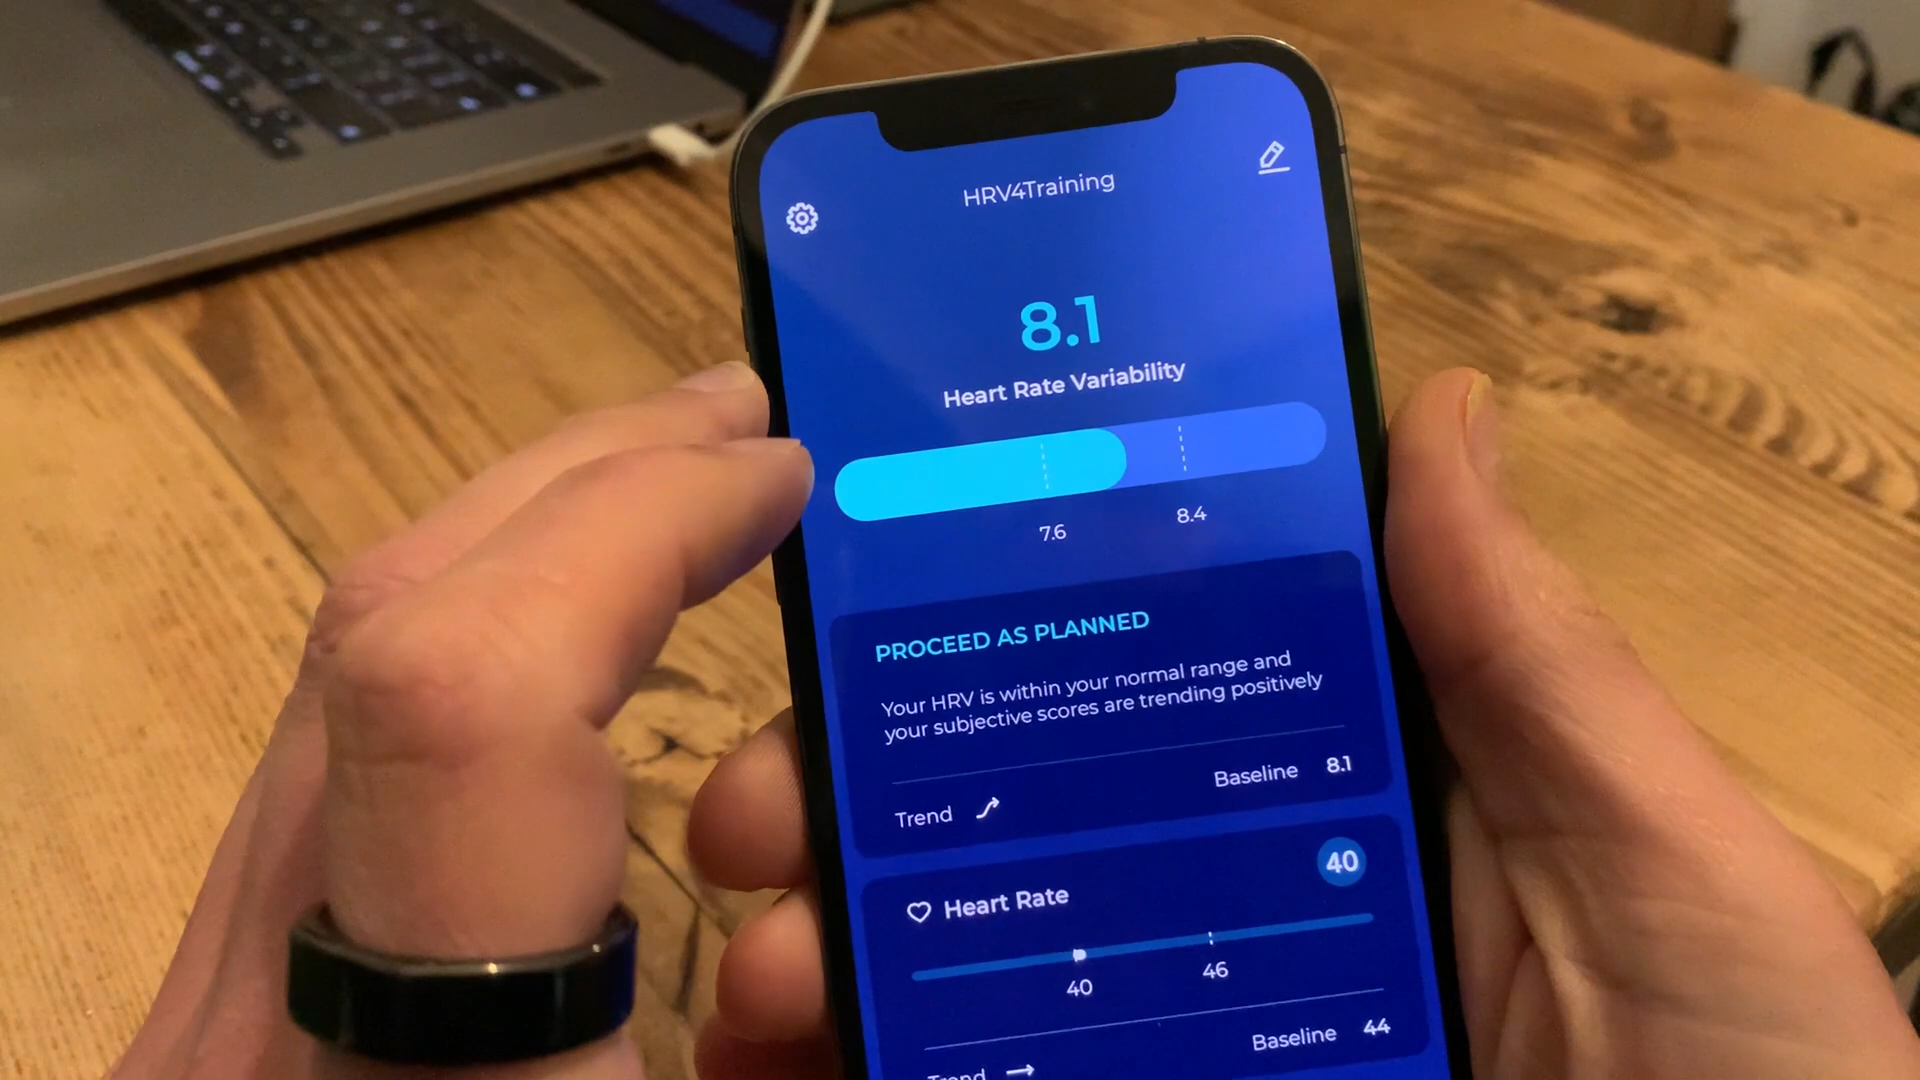 HRV4Training
8.1
Heart Rate Variability
7.6 8.4
PROCEED AS PLANNED
Your HRV is within your normal range and
your subjective scores are trending positively
Trend Baseline 8.1
Heart Rate 40
40 46
Trend Baseline 44